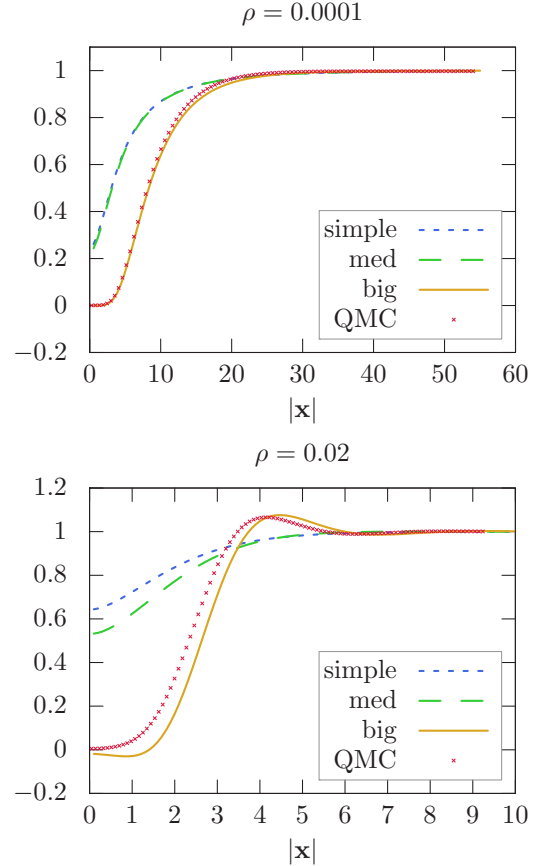 ρ = 0.0001
1
0.8
0.6
0.4
0.2
0
−0.2
simple
med
big
QMC
0 10 20 30 40 50 60
|x|
ρ = 0.02
1.2
1
0.8
0.6
0.4
0.2
0
−0.2
simple
med
big
QMC
0 1 2 3 4 5 6 7 8 9 10
|x|